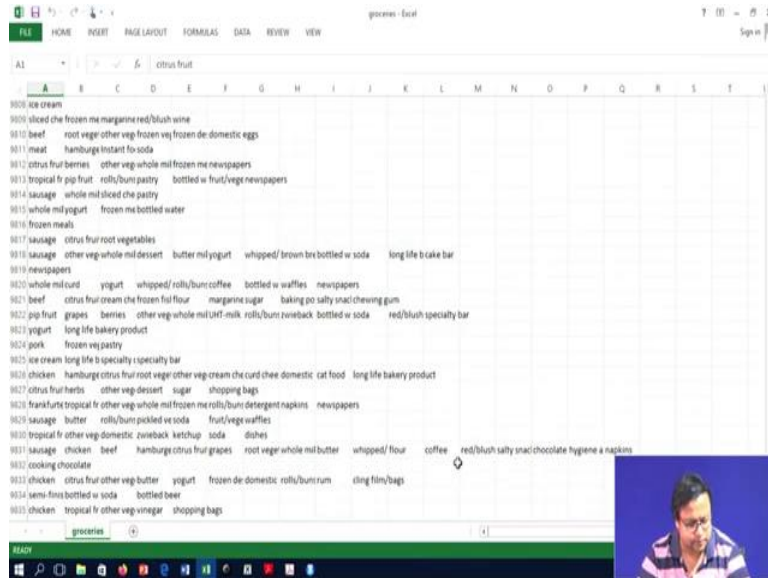 groceries - Excel
Sign in
FILE HOME INSERT PAGE LAYOUT FORMULAS DATA REVIEW VIEW
A1 fx citrus fruit
A B C D E F G H I J K L M N O P Q R S T
9808 ice cream
9809 sliced che frozen me margarine red/blush wine
9810 beef root veget other veg frozen veg frozen de domestic eggs
9811 meat hamburge Instant fo soda
9812 citrus frui berries other veg whole mil frozen me newspapers
9813 tropical fr pip fruit rolls/buns pastry bottled w fruit/vege newspapers
9814 sausage whole mil sliced che pastry
9815 whole mil yogurt frozen me bottled water
9816 frozen meals
9817 sausage citrus frui root vegetables
9818 sausage other veg whole mil dessert butter mil yogurt whipped/ brown bre bottled w soda long life b cake bar
9819 newspapers
9820 whole mil curd yogurt whipped/ rolls/buns coffee bottled w waffles newspapers
9821 beef citrus frui cream che frozen fis flour margarine sugar baking po salty snac chewing gum
9822 pip fruit grapes berries other veg whole mil UHT-milk rolls/buns zwieback bottled w soda red/blush specialty bar
9823 yogurt long life bakery product
9824 pork frozen veg pastry
9825 ice cream long life b specialty c specialty bar
9826 chicken hamburge citrus frui root veget other veg cream che curd chee domestic cat food long life bakery product
9827 citrus frui herbs other veg dessert sugar shopping bags
9828 frankfurte tropical fr other veg whole mil frozen me rolls/buns detergent napkins newspapers
9829 sausage butter rolls/buns pickled ve soda fruit/vege waffles
9830 tropical fr other veg domestic zwieback ketchup soda dishes
9831 sausage chicken beef hamburge citrus frui grapes root veget whole mil butter whipped/ flour coffee red/blush salty snac chocolate hygiene a napkins
9832 cooking chocolate
9833 chicken citrus frui other veg butter yogurt frozen de domestic rolls/buns rum cling film/bags
9834 semi-finis bottled w soda bottled beer
9835 chicken tropical fr other veg vinegar shopping bags
groceries
READY